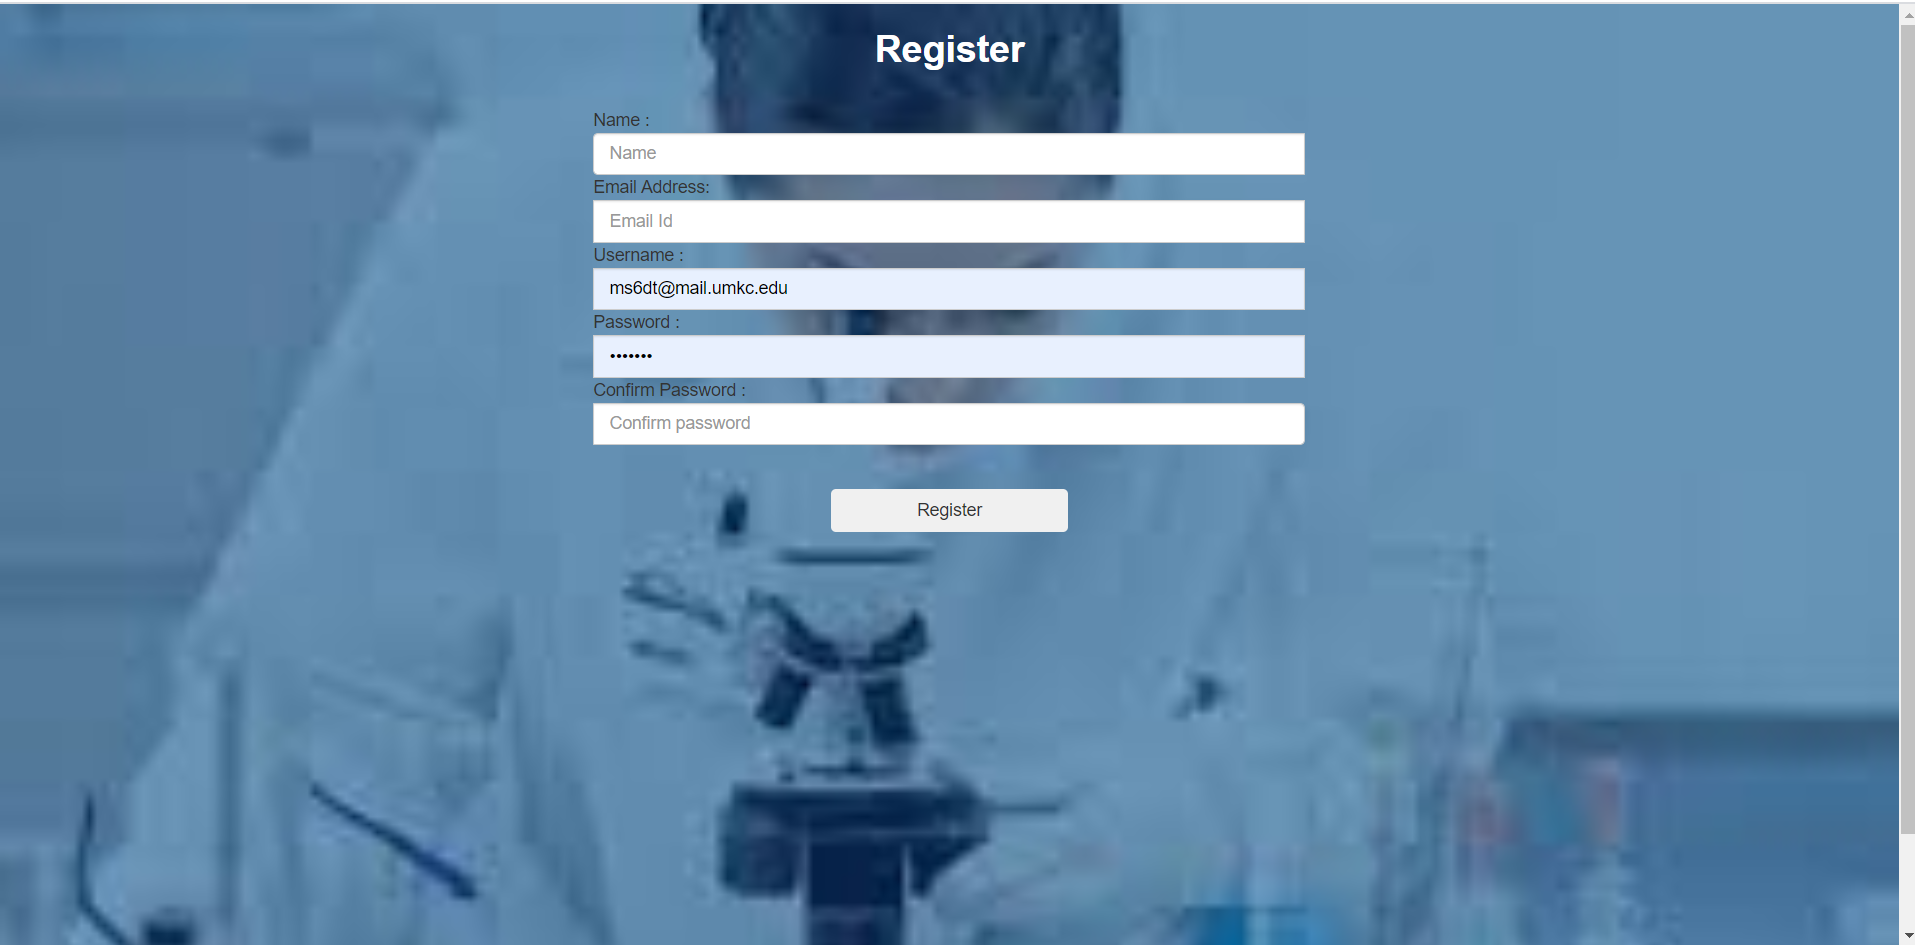 Register
Name :
Name
Email Address:
Email Id
Username :
ms6dt@mail.umkc.edu
Password :
•••••••
Confirm Password :
Confirm password
Register